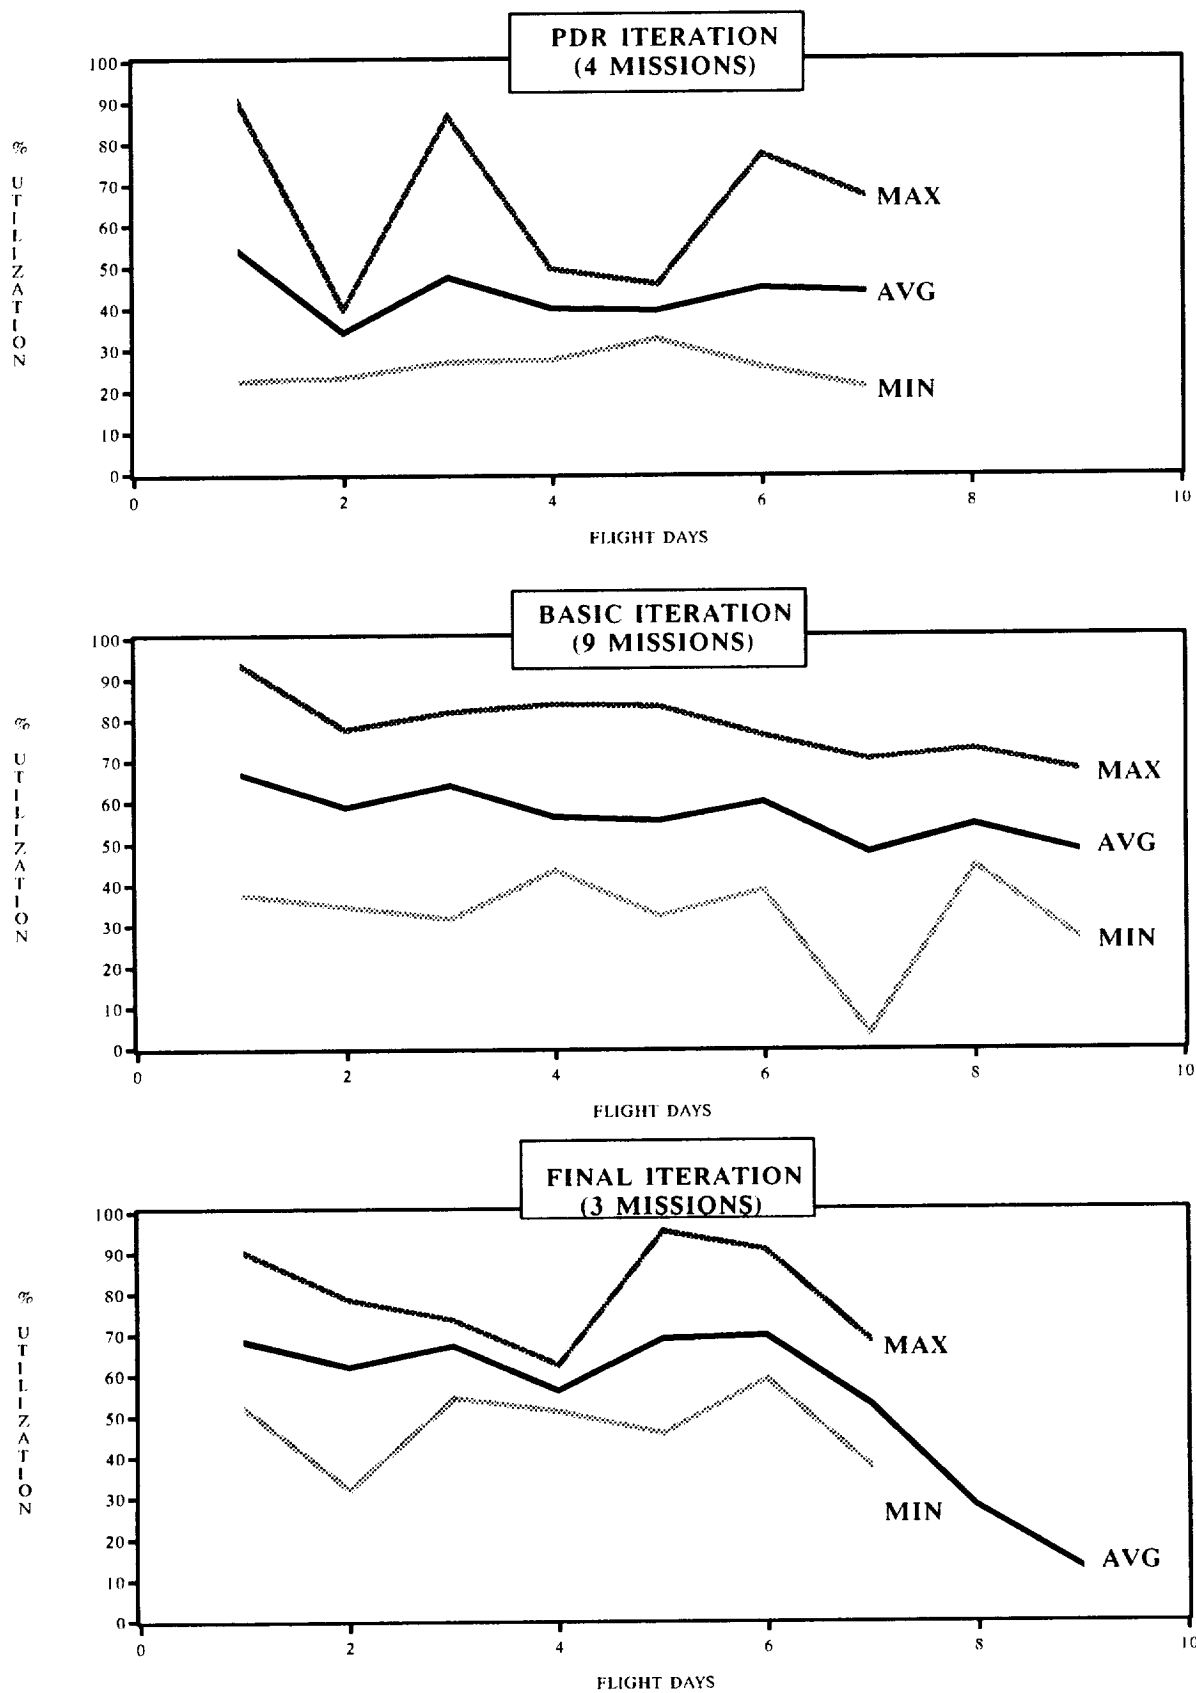 PDR ITERATION
(4 MISSIONS)
% UTILIZATION
100
90
80
70
60
50
40
30
20
10
0
MAX
AVG
MIN
0 2 4 6 8 10
FLIGHT DAYS
BASIC ITERATION
(9 MISSIONS)
% UTILIZATION
100
90
80
70
60
50
40
30
20
10
0
MAX
AVG
MIN
0 2 4 6 8 10
FLIGHT DAYS
FINAL ITERATION
(3 MISSIONS)
% UTILIZATION
100
90
80
70
60
50
40
30
20
10
0
MAX
MIN
AVG
0 2 4 6 8 10
FLIGHT DAYS